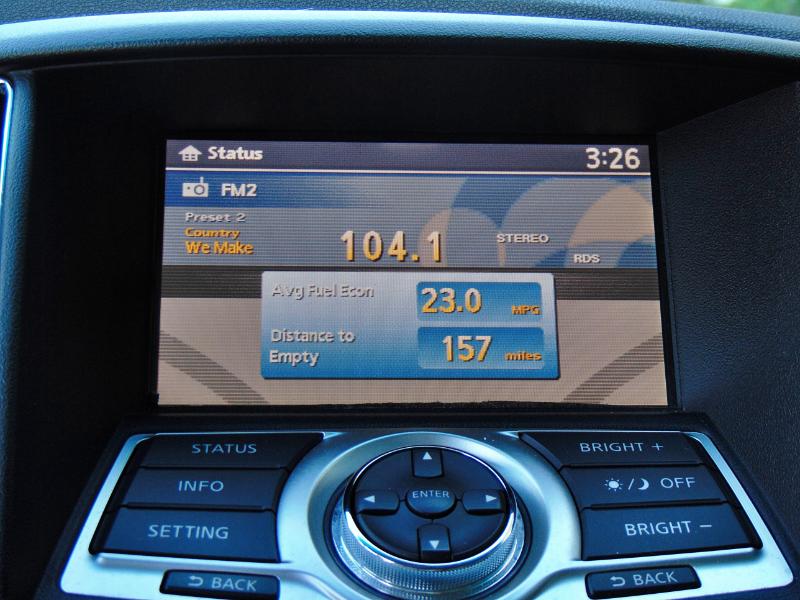 Status 3:26
FM2
Preset 2
Country
We Make 104.1 STEREO
RDS
Avg Fuel Econ 23.0 MPG
Distance to
Empty 157 miles
STATUS BRIGHT +
INFO ENTER / OFF
SETTING BRIGHT −
BACK BACK